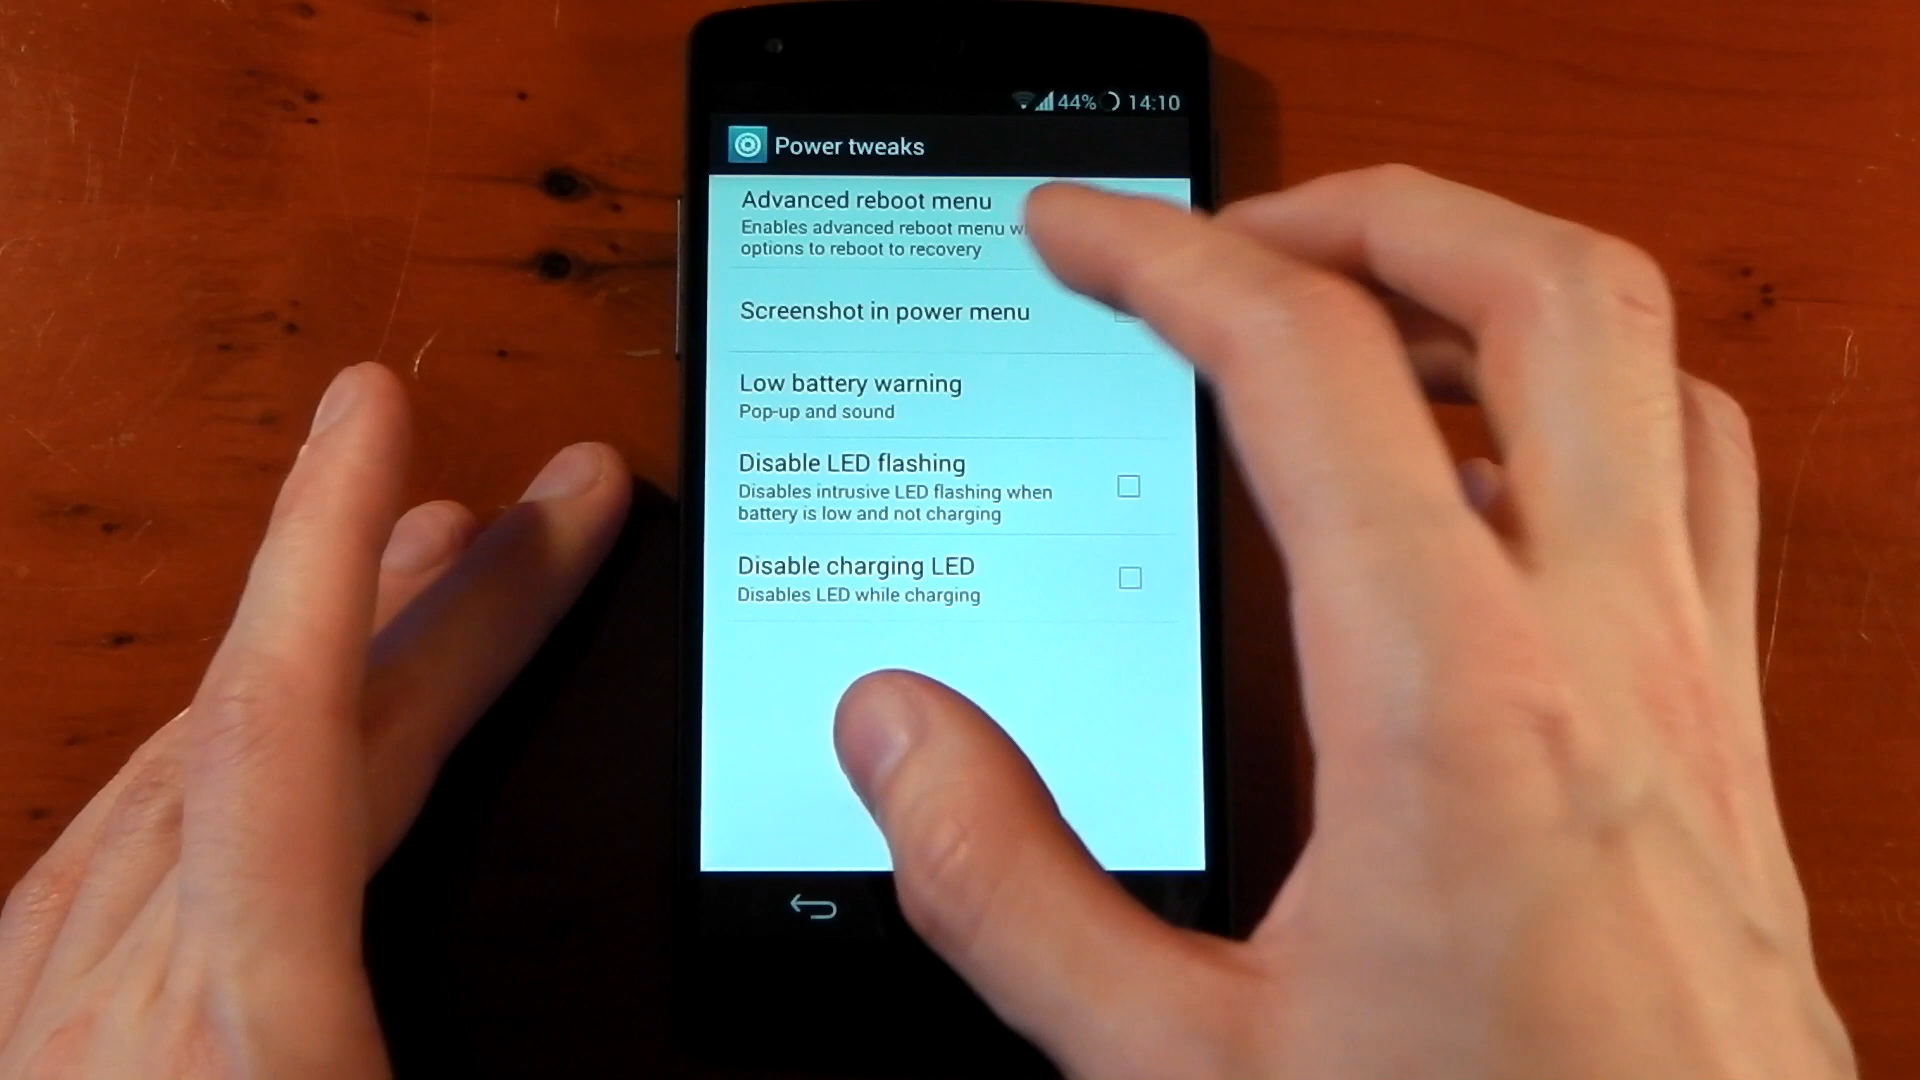 44% 14:10
Power tweaks
Advanced reboot menu
Enables advanced reboot menu
options to reboot to recovery
Screenshot in power menu
Low battery warning
Pop-up and sound
Disable LED flashing
Disables intrusive LED flashing when
battery is low and not charging
Disable charging LED
Disables LED while charging